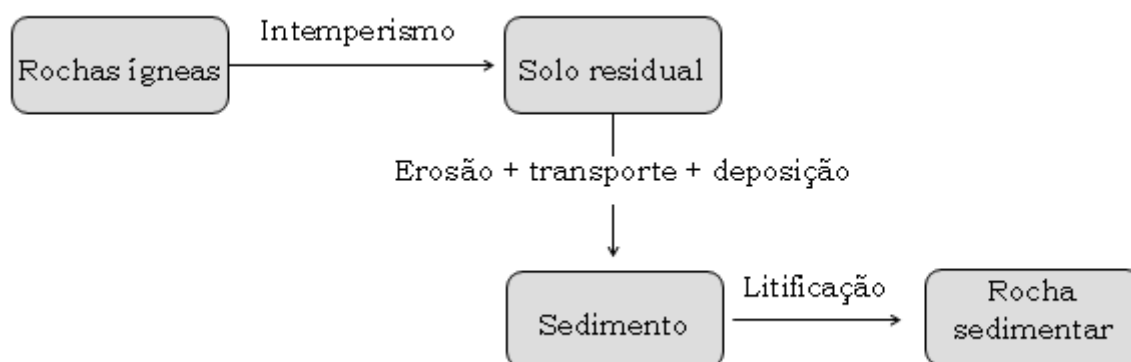 Intemperismo
Rochas ígneas
Solo residual
Erosão + transporte + deposição
Litificação
Sedimento
Rocha
sedimentar